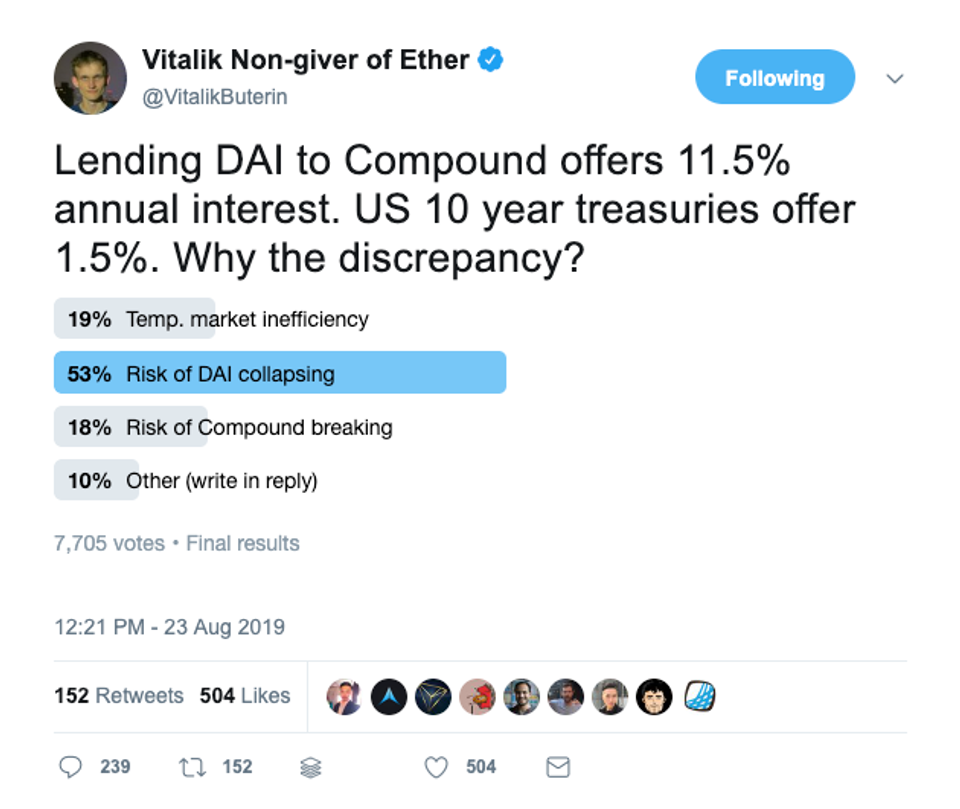 Vitalik Non-giver of Ether
@VitalikButerin
Following
Lending DAI to Compound offers 11.5%
annual interest. US 10 year treasuries offer
1.5%. Why the discrepancy?
19% Temp. market inefficiency
53% Risk of DAI collapsing
18% Risk of Compound breaking
10% Other (write in reply)
7,705 votes • Final results
12:21 PM - 23 Aug 2019
152 Retweets 504 Likes
239 152 504